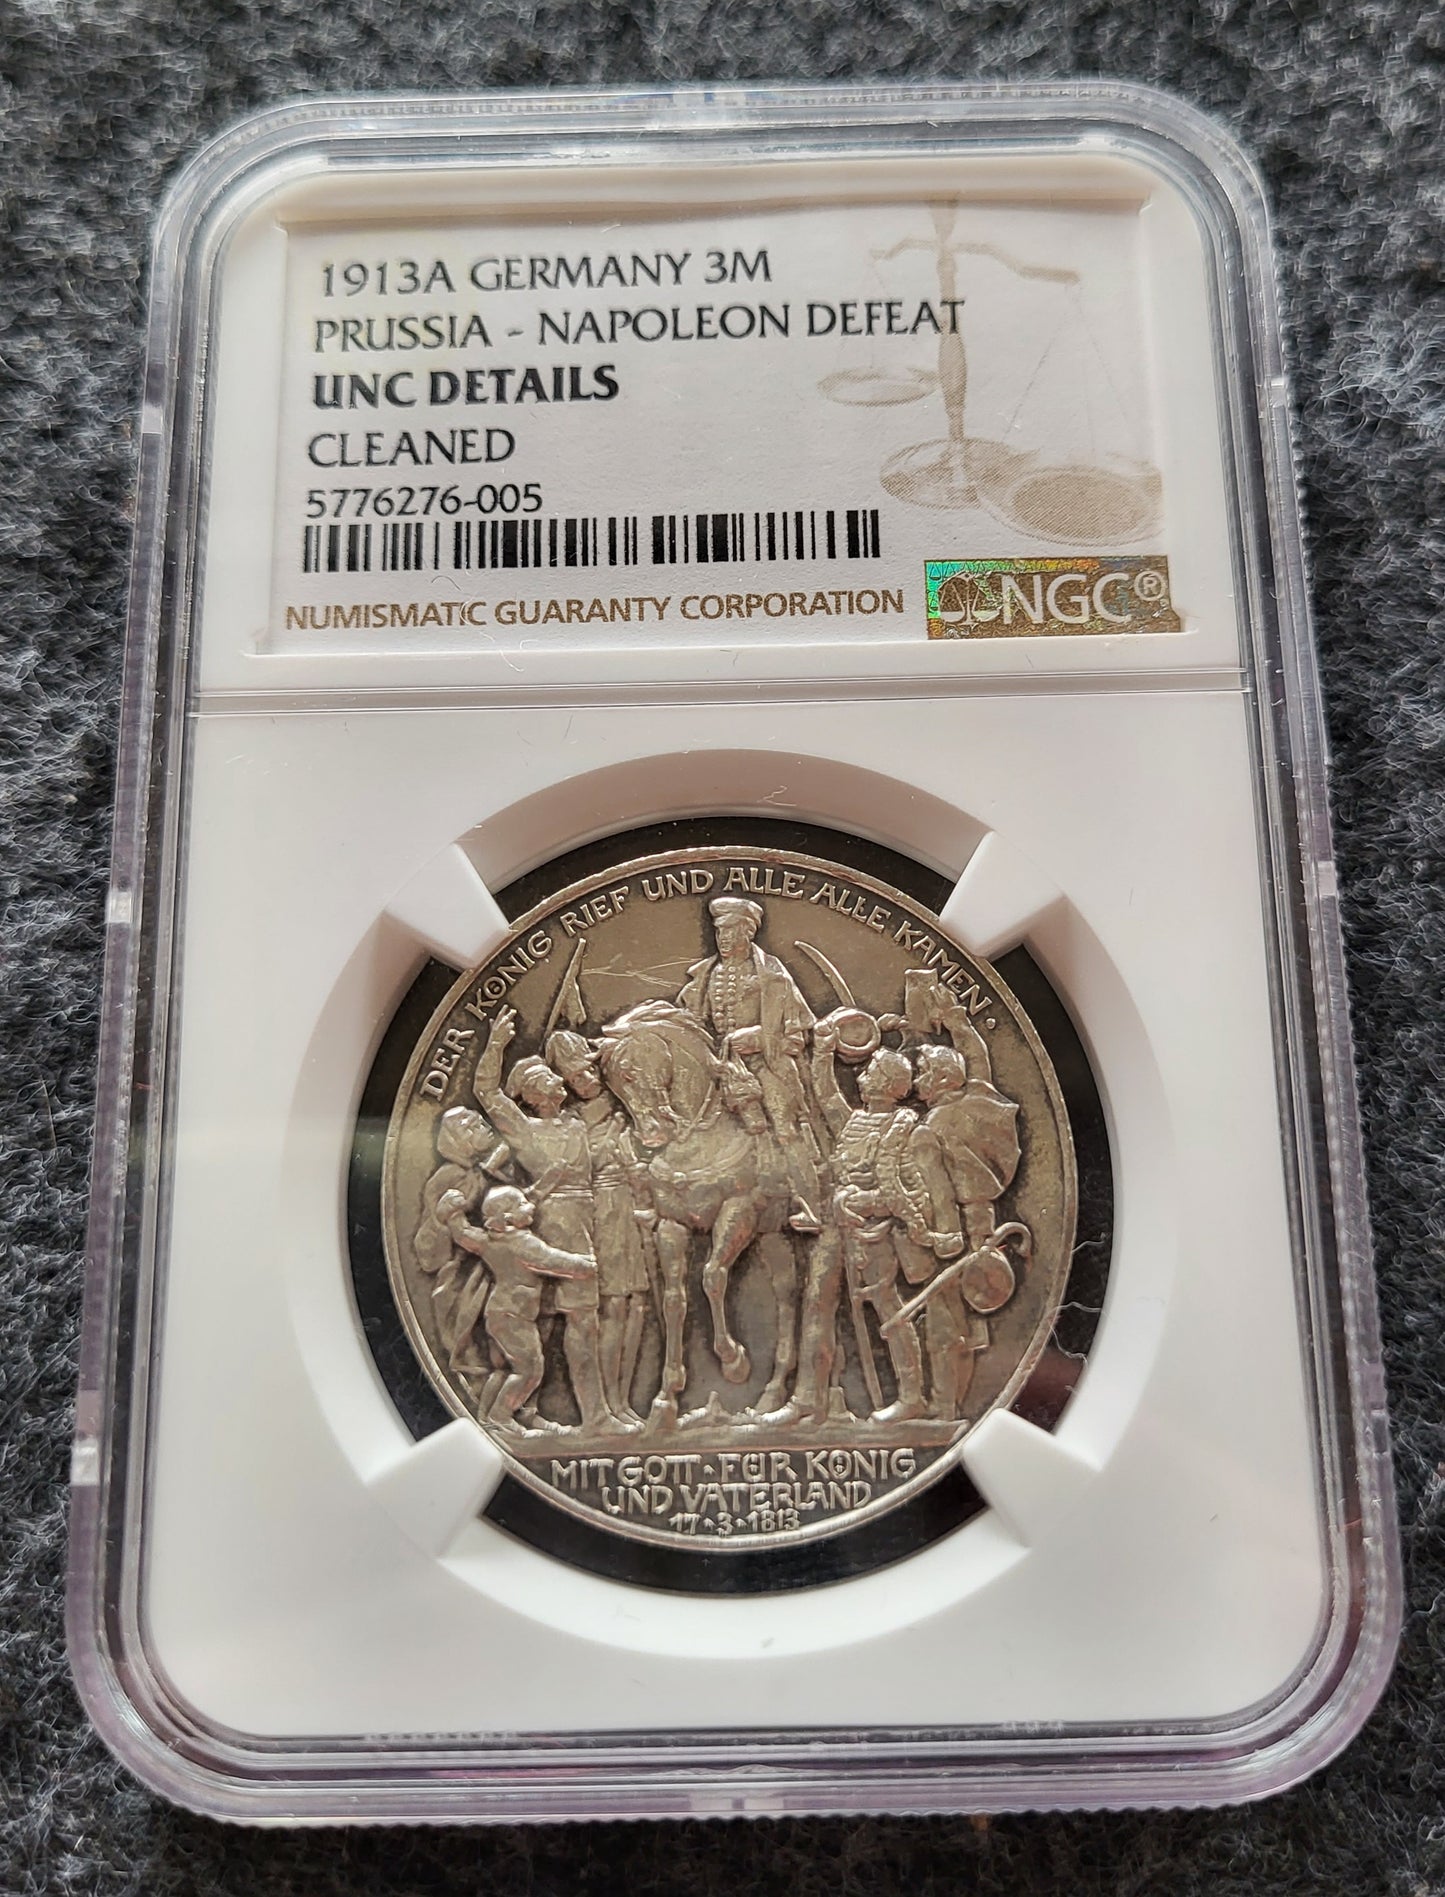 1913A GERMANY 3M
PRUSSIA - NAPOLEON DEFEAT
UNC DETAILS
CLEANED
5776276-005
NUMISMATIC GUARANTY CORPORATION
NGC®
DER KÖNIG RIEF UND ALLE ALLE KAMEN.
MIT GOTT · FÜR KÖNIG
UND VATERLAND
17·3·1813